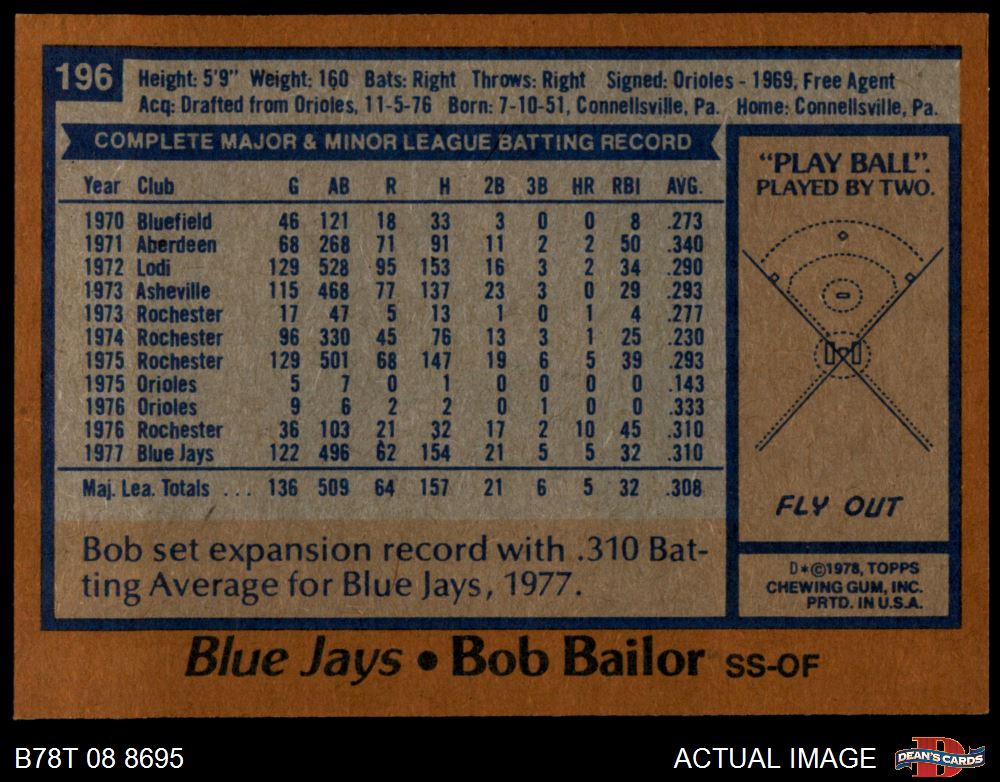 196
Height: 5'9" Weight: 160 Bats: Right Throws: Right Signed: Orioles - 1969, Free Agent
Acq: Drafted from Orioles, 11-5-76 Born: 7-10-51, Connellsville, Pa. Home: Connellsville, Pa.
COMPLETE MAJOR & MINOR LEAGUE BATTING RECORD
Year Club G AB R H 2B 3B HR RBI AVG.
1970 Bluefield 46 121 18 33 3 0 0 8 .273
1971 Aberdeen 68 268 71 91 11 2 2 50 .340
1972 Lodi 129 528 95 153 16 3 2 34 .290
1973 Asheville 115 468 77 137 23 3 0 29 .293
1973 Rochester 17 47 5 13 1 0 1 4 .277
1974 Rochester 96 330 45 76 13 3 1 25 .230
1975 Rochester 129 501 68 147 19 6 5 39 .293
1975 Orioles 5 7 0 1 0 0 0 0 .143
1976 Orioles 9 6 2 2 0 1 0 0 .333
1976 Rochester 36 103 21 32 17 2 10 45 .310
1977 Blue Jays 122 496 62 154 21 5 5 32 .310
Maj. Lea. Totals ... 136 509 64 157 21 6 5 32 .308
Bob set expansion record with .310 Bat-
ting Average for Blue Jays, 1977.
"PLAY BALL".
PLAYED BY TWO.
FLY OUT
D*©1978, TOPPS
CHEWING GUM, INC.
PRTD. IN U.S.A.
Blue Jays • Bob Bailor SS-OF
B78T 08 8695
ACTUAL IMAGE
D
DEAN'S CARDS